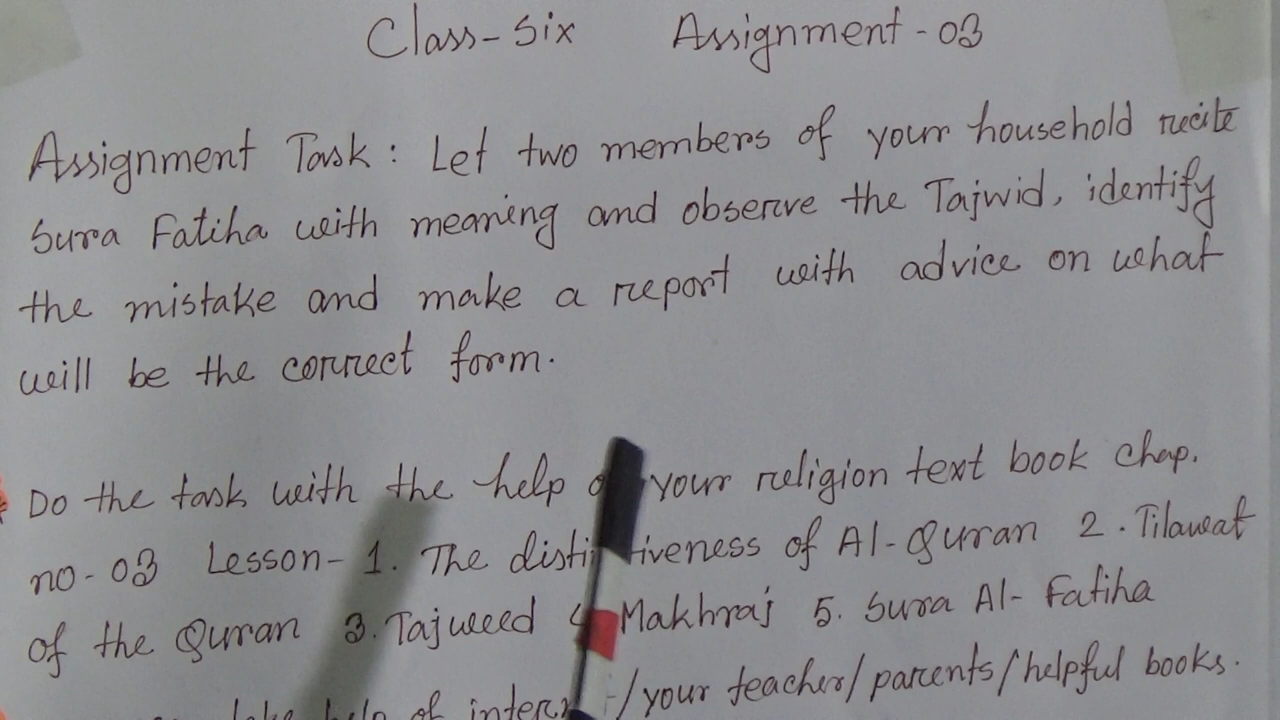 Class-Six Assignment-03
Assignment Task: Let two members of your household recite
Sura Fatiha with meaning and observe the Tajwid, identify
the mistake and make a report with advice on what
will be the correct form.
Do the task with the help your religion text book chap.
no-03 Lesson- 1. The of Al-Quran 2. Tilawat
of the Quran 3. Tajweed Makhraj 5. Sura Al- Fatiha
help of /your teacher/parents/helpful books.